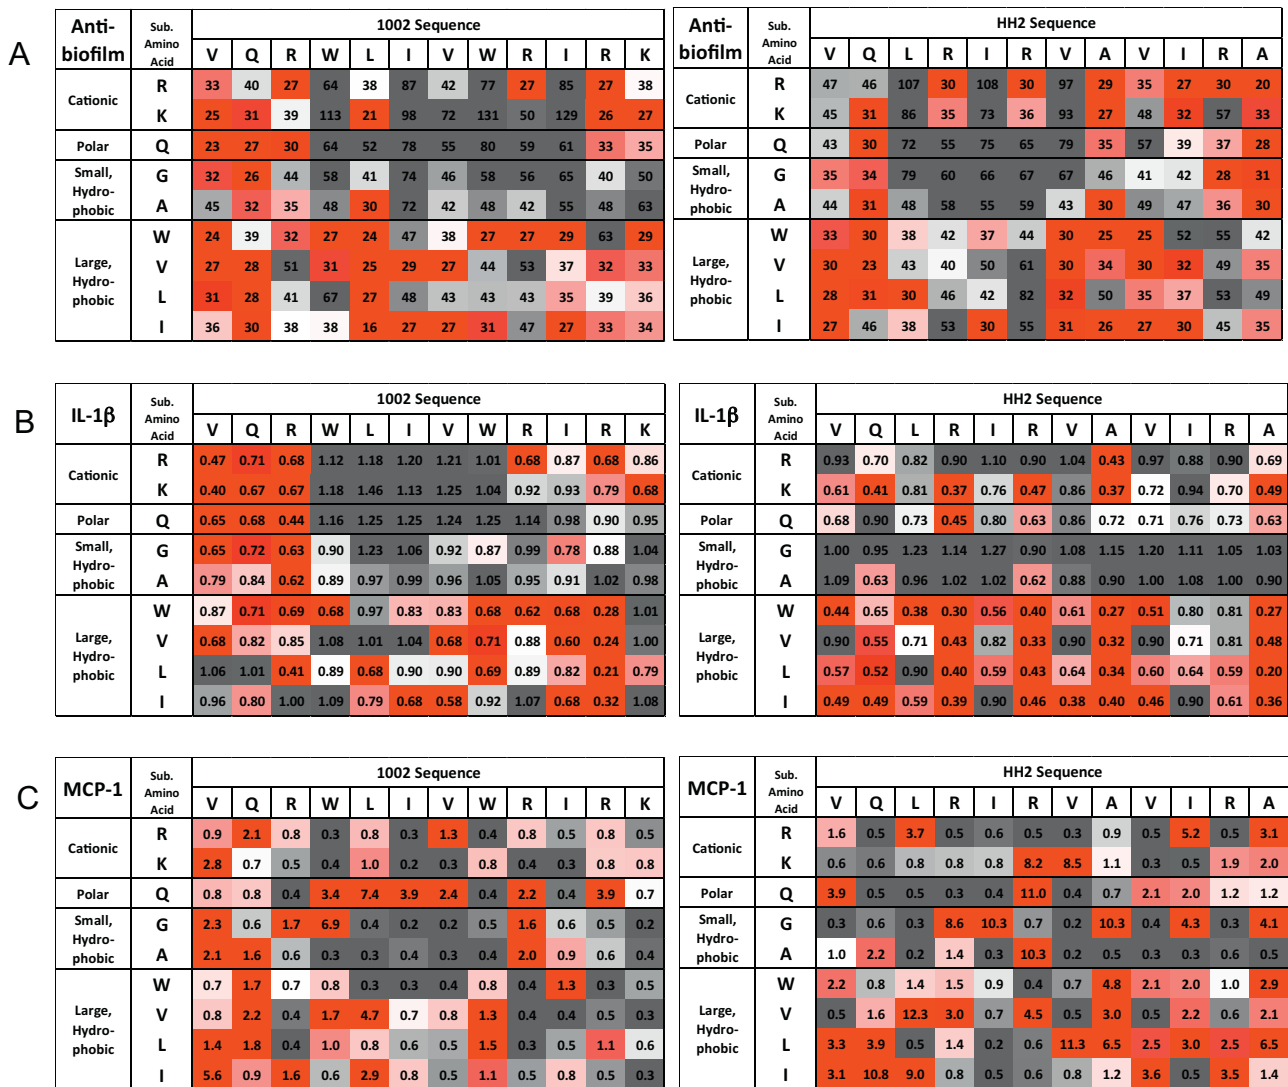 A
Anti-biofilm Sub. Amino Acid 1002 Sequence
V Q R W L I V W R I R K
Cationic R 33 40 27 64 38 87 42 77 27 85 27 38
K 25 31 39 113 21 98 72 131 50 129 26 27
Polar Q 23 27 30 64 52 78 55 80 59 61 33 35
Small, Hydro-phobic G 32 26 44 58 41 74 46 58 56 65 40 50
A 45 32 35 48 30 72 42 48 42 55 48 63
Large, Hydro-phobic W 24 39 32 27 24 47 38 27 27 29 63 29
V 27 28 51 31 25 29 27 44 53 37 32 33
L 31 28 41 67 27 48 43 43 43 35 39 36
I 36 30 38 38 16 27 27 31 47 27 33 34
Anti-biofilm Sub. Amino Acid HH2 Sequence
V Q L R I R V A V I R A
Cationic R 47 46 107 30 108 30 97 29 35 27 30 20
K 45 31 86 35 73 36 93 27 48 32 57 33
Polar Q 43 30 72 55 75 65 79 35 57 39 37 28
Small, Hydro-phobic G 35 34 79 60 66 67 67 46 41 42 28 31
A 44 31 48 58 55 59 43 30 49 47 36 30
Large, Hydro-phobic W 33 30 38 42 37 44 30 25 25 52 55 42
V 30 23 43 40 50 61 30 34 30 32 49 35
L 28 31 30 46 42 82 32 50 35 37 53 49
I 27 46 38 53 30 55 31 26 27 30 45 35
B
IL-1β Sub. Amino Acid 1002 Sequence
V Q R W L I V W R I R K
Cationic R 0.47 0.71 0.68 1.12 1.18 1.20 1.21 1.01 0.68 0.87 0.68 0.86
K 0.40 0.67 0.67 1.18 1.46 1.13 1.25 1.04 0.92 0.93 0.79 0.68
Polar Q 0.65 0.68 0.44 1.16 1.25 1.25 1.24 1.25 1.14 0.98 0.90 0.95
Small, Hydro-phobic G 0.65 0.72 0.63 0.90 1.23 1.06 0.92 0.87 0.99 0.78 0.88 1.04
A 0.79 0.84 0.62 0.89 0.97 0.99 0.96 1.05 0.95 0.91 1.02 0.98
Large, Hydro-phobic W 0.87 0.71 0.69 0.68 0.97 0.83 0.83 0.68 0.62 0.68 0.28 1.01
V 0.68 0.82 0.85 1.08 1.01 1.04 0.68 0.71 0.88 0.60 0.24 1.00
L 1.06 1.01 0.41 0.89 0.68 0.90 0.90 0.69 0.89 0.82 0.21 0.79
I 0.96 0.80 1.00 1.09 0.79 0.68 0.58 0.92 1.07 0.68 0.32 1.08
IL-1β Sub. Amino Acid HH2 Sequence
V Q L R I R V A V I R A
Cationic R 0.93 0.70 0.82 0.90 1.10 0.90 1.04 0.43 0.97 0.88 0.90 0.69
K 0.61 0.41 0.81 0.37 0.76 0.47 0.86 0.37 0.72 0.94 0.70 0.49
Polar Q 0.68 0.90 0.73 0.45 0.80 0.63 0.86 0.72 0.71 0.76 0.73 0.63
Small, Hydro-phobic G 1.00 0.95 1.23 1.14 1.27 0.90 1.08 1.15 1.20 1.11 1.05 1.03
A 1.09 0.63 0.96 1.02 1.02 0.62 0.88 0.90 1.00 1.08 1.00 0.90
Large, Hydro-phobic W 0.44 0.65 0.38 0.30 0.56 0.40 0.61 0.27 0.51 0.80 0.81 0.27
V 0.90 0.55 0.71 0.43 0.82 0.33 0.90 0.32 0.90 0.71 0.81 0.48
L 0.57 0.52 0.90 0.40 0.59 0.43 0.64 0.34 0.60 0.64 0.59 0.20
I 0.49 0.49 0.59 0.39 0.90 0.46 0.38 0.40 0.46 0.90 0.61 0.36
C
MCP-1 Sub. Amino Acid 1002 Sequence
V Q R W L I V W R I R K
Cationic R 0.9 2.1 0.8 0.3 0.8 0.3 1.3 0.4 0.8 0.5 0.8 0.5
K 2.8 0.7 0.5 0.4 1.0 0.2 0.3 0.8 0.4 0.3 0.8 0.8
Polar Q 0.8 0.8 0.4 3.4 7.4 3.9 2.4 0.4 2.2 0.4 3.9 0.7
Small, Hydro-phobic G 2.3 0.6 1.7 6.9 0.4 0.2 0.2 0.5 1.6 0.6 0.5 0.2
A 2.1 1.6 0.6 0.3 0.3 0.4 0.3 0.4 2.0 0.9 0.6 0.4
Large, Hydro-phobic W 0.7 1.7 0.7 0.8 0.3 0.3 0.4 0.8 0.4 1.3 0.3 0.5
V 0.8 2.2 0.4 1.7 4.7 0.7 0.8 1.3 0.4 0.4 0.5 0.3
L 1.4 1.8 0.4 1.0 0.8 0.6 0.5 1.5 0.3 0.5 1.1 0.6
I 5.6 0.9 1.6 0.6 2.9 0.8 0.5 1.1 0.5 0.8 0.5 0.3
MCP-1 Sub. Amino Acid HH2 Sequence
V Q L R I R V A V I R A
Cationic R 1.6 0.5 3.7 0.5 0.6 0.5 0.3 0.9 0.5 5.2 0.5 3.1
K 0.6 0.6 0.8 0.8 0.8 8.2 8.5 1.1 0.3 0.5 1.9 2.0
Polar Q 3.9 0.5 0.5 0.3 0.4 11.0 0.4 0.7 2.1 2.0 1.2 1.2
Small, Hydro-phobic G 0.3 0.6 0.3 8.6 10.3 0.7 0.2 10.3 0.4 4.3 0.3 4.1
A 1.0 2.2 0.2 1.4 0.3 10.3 0.2 0.5 0.3 0.3 0.6 0.5
Large, Hydro-phobic W 2.2 0.8 1.4 1.5 0.9 0.4 0.7 4.8 2.1 2.0 1.0 2.9
V 0.5 1.6 12.3 3.0 0.7 4.5 0.5 3.0 0.5 2.2 0.6 2.1
L 3.3 3.9 0.5 1.4 0.2 0.6 11.3 6.5 2.5 3.0 2.5 6.5
I 3.1 10.8 9.0 0.8 0.5 0.6 0.8 1.2 3.6 0.5 3.5 1.4